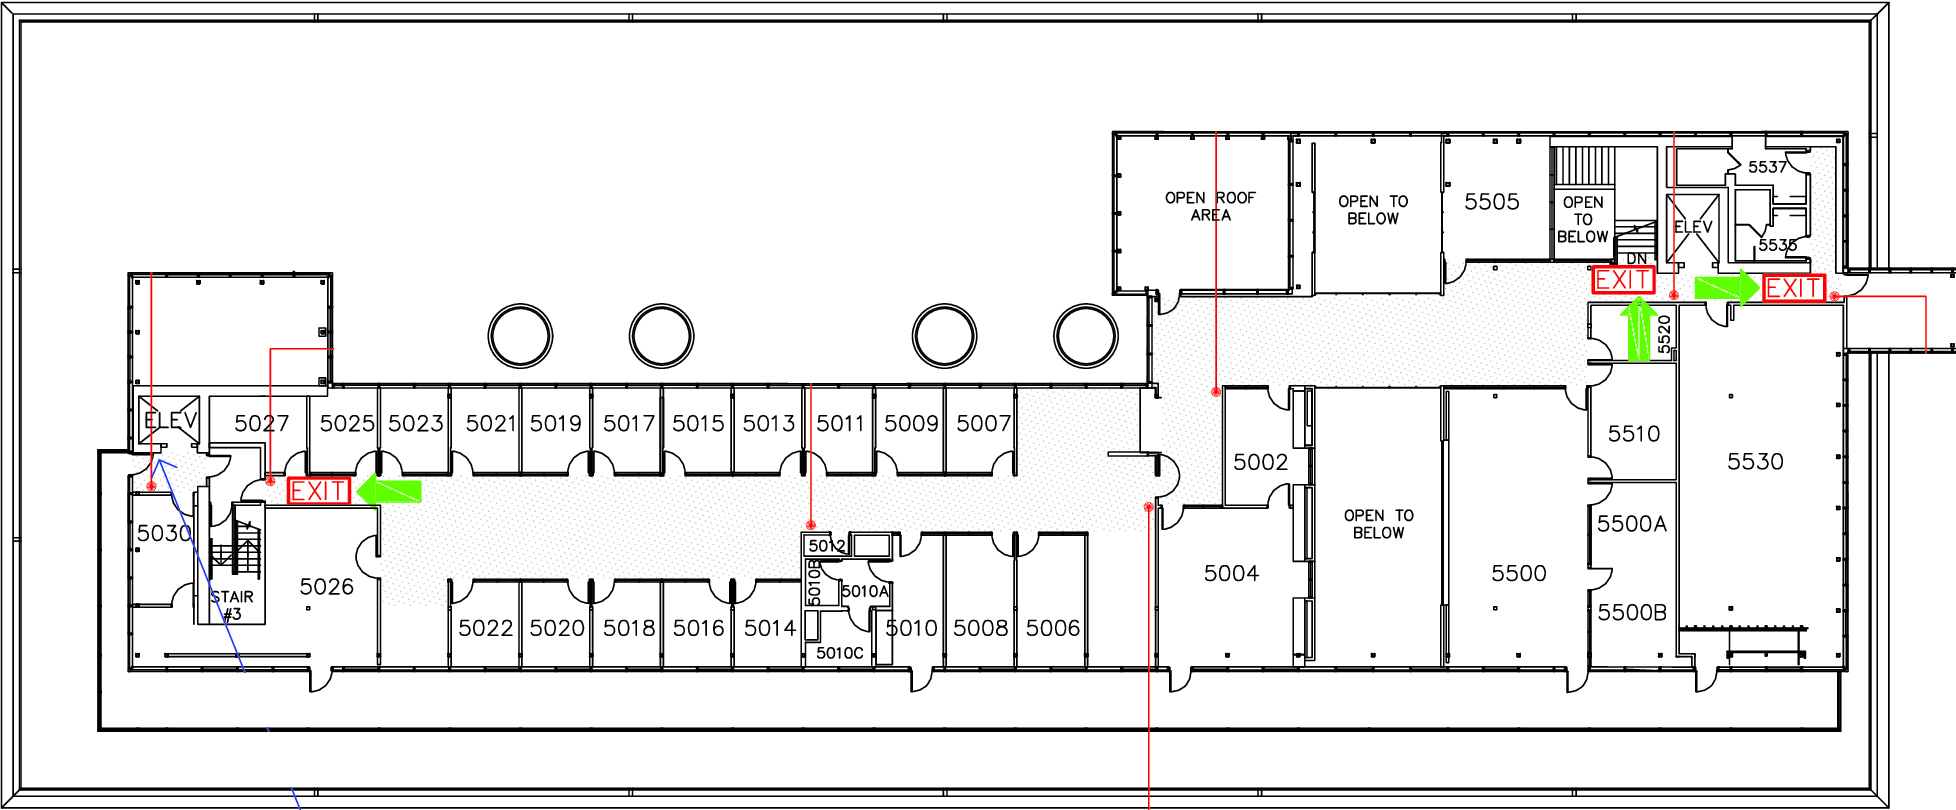 5537
OPEN ROOF
AREA
OPEN TO
BELOW
5505
OPEN
TO
BELOW
ELEV
5535
DN
EXIT
EXIT
5520
ELEV
5027
5025
5023
5021
5019
5017
5015
5013
5011
5009
5007
5002
5510
5530
EXIT
5030
5012
OPEN TO
BELOW
5500A
STAIR
#3
5026
5010B
5010A
5004
5500
5500B
5022
5020
5018
5016
5014
5010
5008
5006
5010C